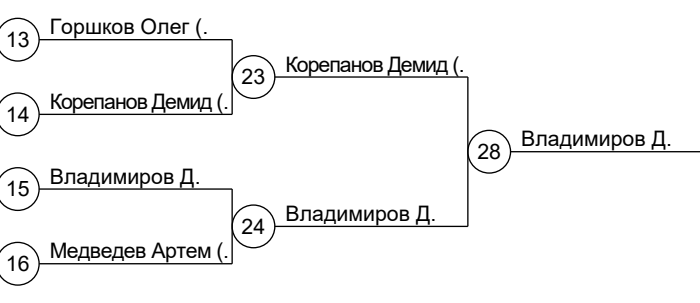 13 Горшков Олег (.
14 Корепанов Демид (.
23 Корепанов Демид (.
15 Владимиров Д.
16 Медведев Артем (.
24 Владимиров Д.
28 Владимиров Д.